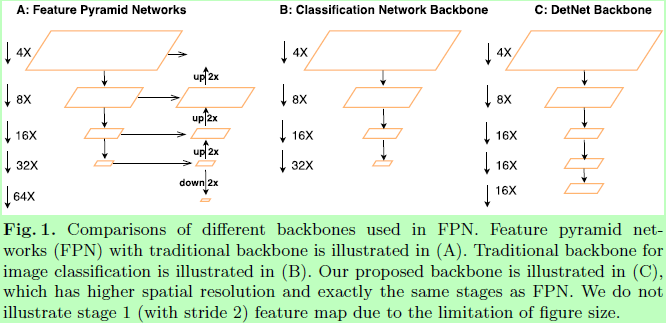 A: Feature Pyramid Networks
B: Classification Network Backbone
C: DetNet Backbone
4X
4X
4X
up 2x
8X
8X
8X
up 2x
16X
16X
16X
up 2x
32X
32X
16X
down 2x
64X
16X
Fig. 1. Comparisons of different backbones used in FPN. Feature pyramid net-
works (FPN) with traditional backbone is illustrated in (A). Traditional backbone for
image classification is illustrated in (B). Our proposed backbone is illustrated in (C),
which has higher spatial resolution and exactly the same stages as FPN. We do not
illustrate stage 1 (with stride 2) feature map due to the limitation of figure size.